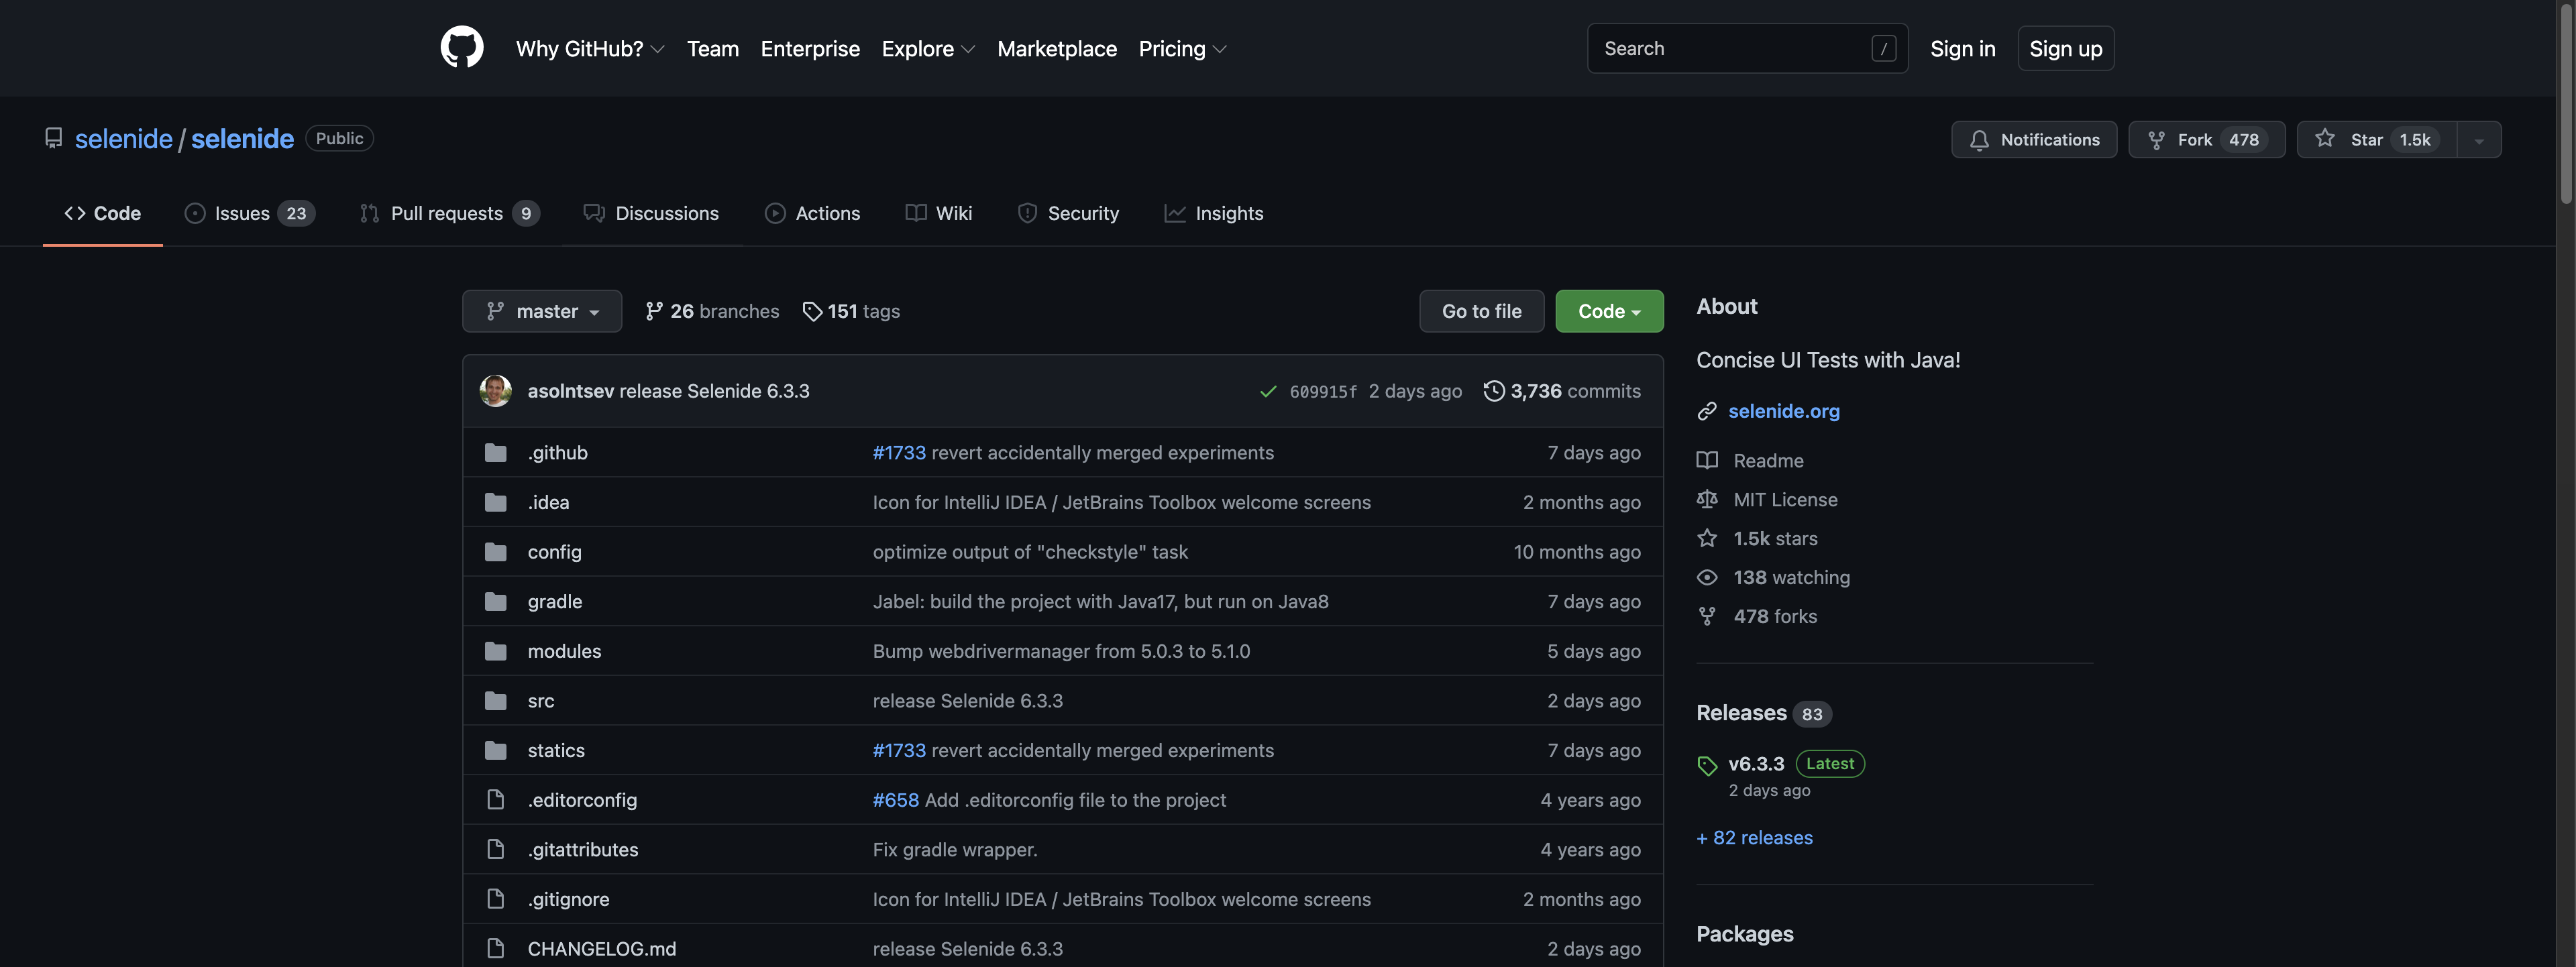 Why GitHub? Team Enterprise Explore Marketplace Pricing Search / Sign in Sign up
selenide / selenide Public Notifications Fork 478 Star 1.5k
Code Issues 23 Pull requests 9 Discussions Actions Wiki Security Insights
master 26 branches 151 tags Go to file Code
asolntsev release Selenide 6.3.3 609915f 2 days ago 3,736 commits
.github #1733 revert accidentally merged experiments 7 days ago
.idea Icon for IntelliJ IDEA / JetBrains Toolbox welcome screens 2 months ago
config optimize output of "checkstyle" task 10 months ago
gradle Jabel: build the project with Java17, but run on Java8 7 days ago
modules Bump webdrivermanager from 5.0.3 to 5.1.0 5 days ago
src release Selenide 6.3.3 2 days ago
statics #1733 revert accidentally merged experiments 7 days ago
.editorconfig #658 Add .editorconfig file to the project 4 years ago
.gitattributes Fix gradle wrapper. 4 years ago
.gitignore Icon for IntelliJ IDEA / JetBrains Toolbox welcome screens 2 months ago
CHANGELOG.md release Selenide 6.3.3 2 days ago
About
Concise UI Tests with Java!
selenide.org
Readme
MIT License
1.5k stars
138 watching
478 forks
Releases 83
v6.3.3 Latest
2 days ago
+ 82 releases
Packages